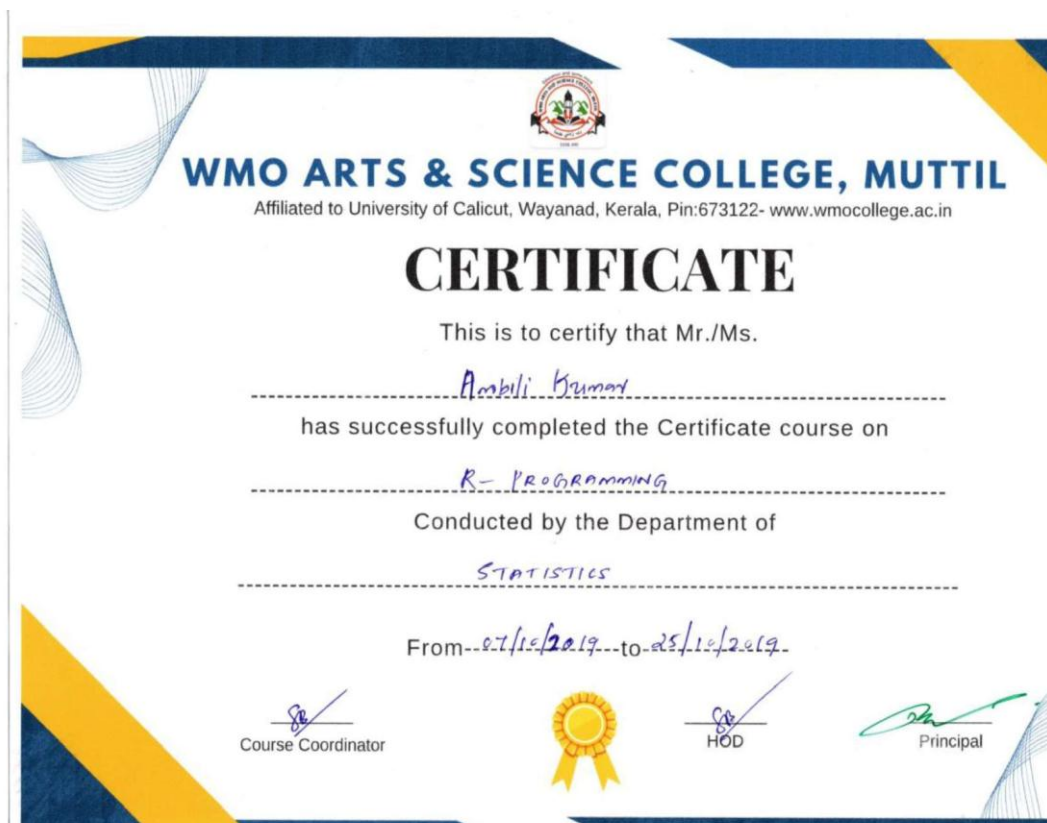 WMO ARTS & SCIENCE COLLEGE, MUTTIL
Affiliated to University of Calicut, Wayanad, Kerala, Pin:673122- www.wmocollege.ac.in
CERTIFICATE
This is to certify that Mr./Ms.
Ambili Kumar
has successfully completed the Certificate course on
R- PROGRAMMING
Conducted by the Department of
STATISTICS
From 07/10/2019 to 25/10/2019
Course Coordinator
HOD
Principal